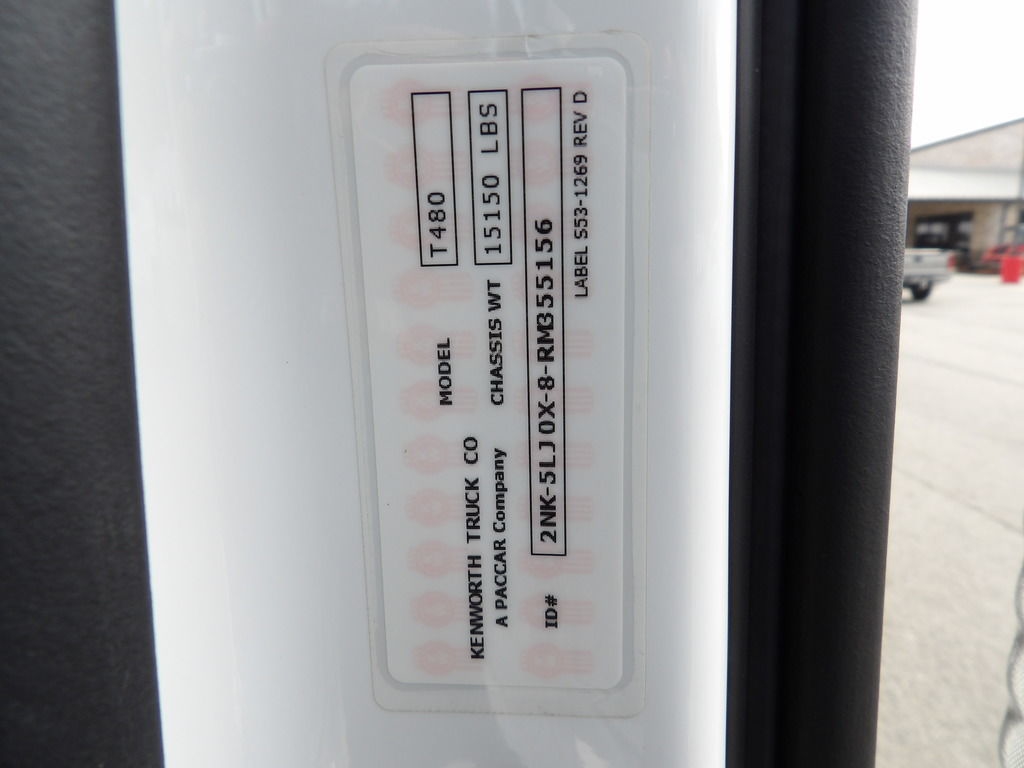 KENWORTH TRUCK CO MODEL T480
A PACCAR Company CHASSIS WT 15150 LBS
ID# 2NK-5LJ0X-8-RM355156
LABEL S53-1269 REV D